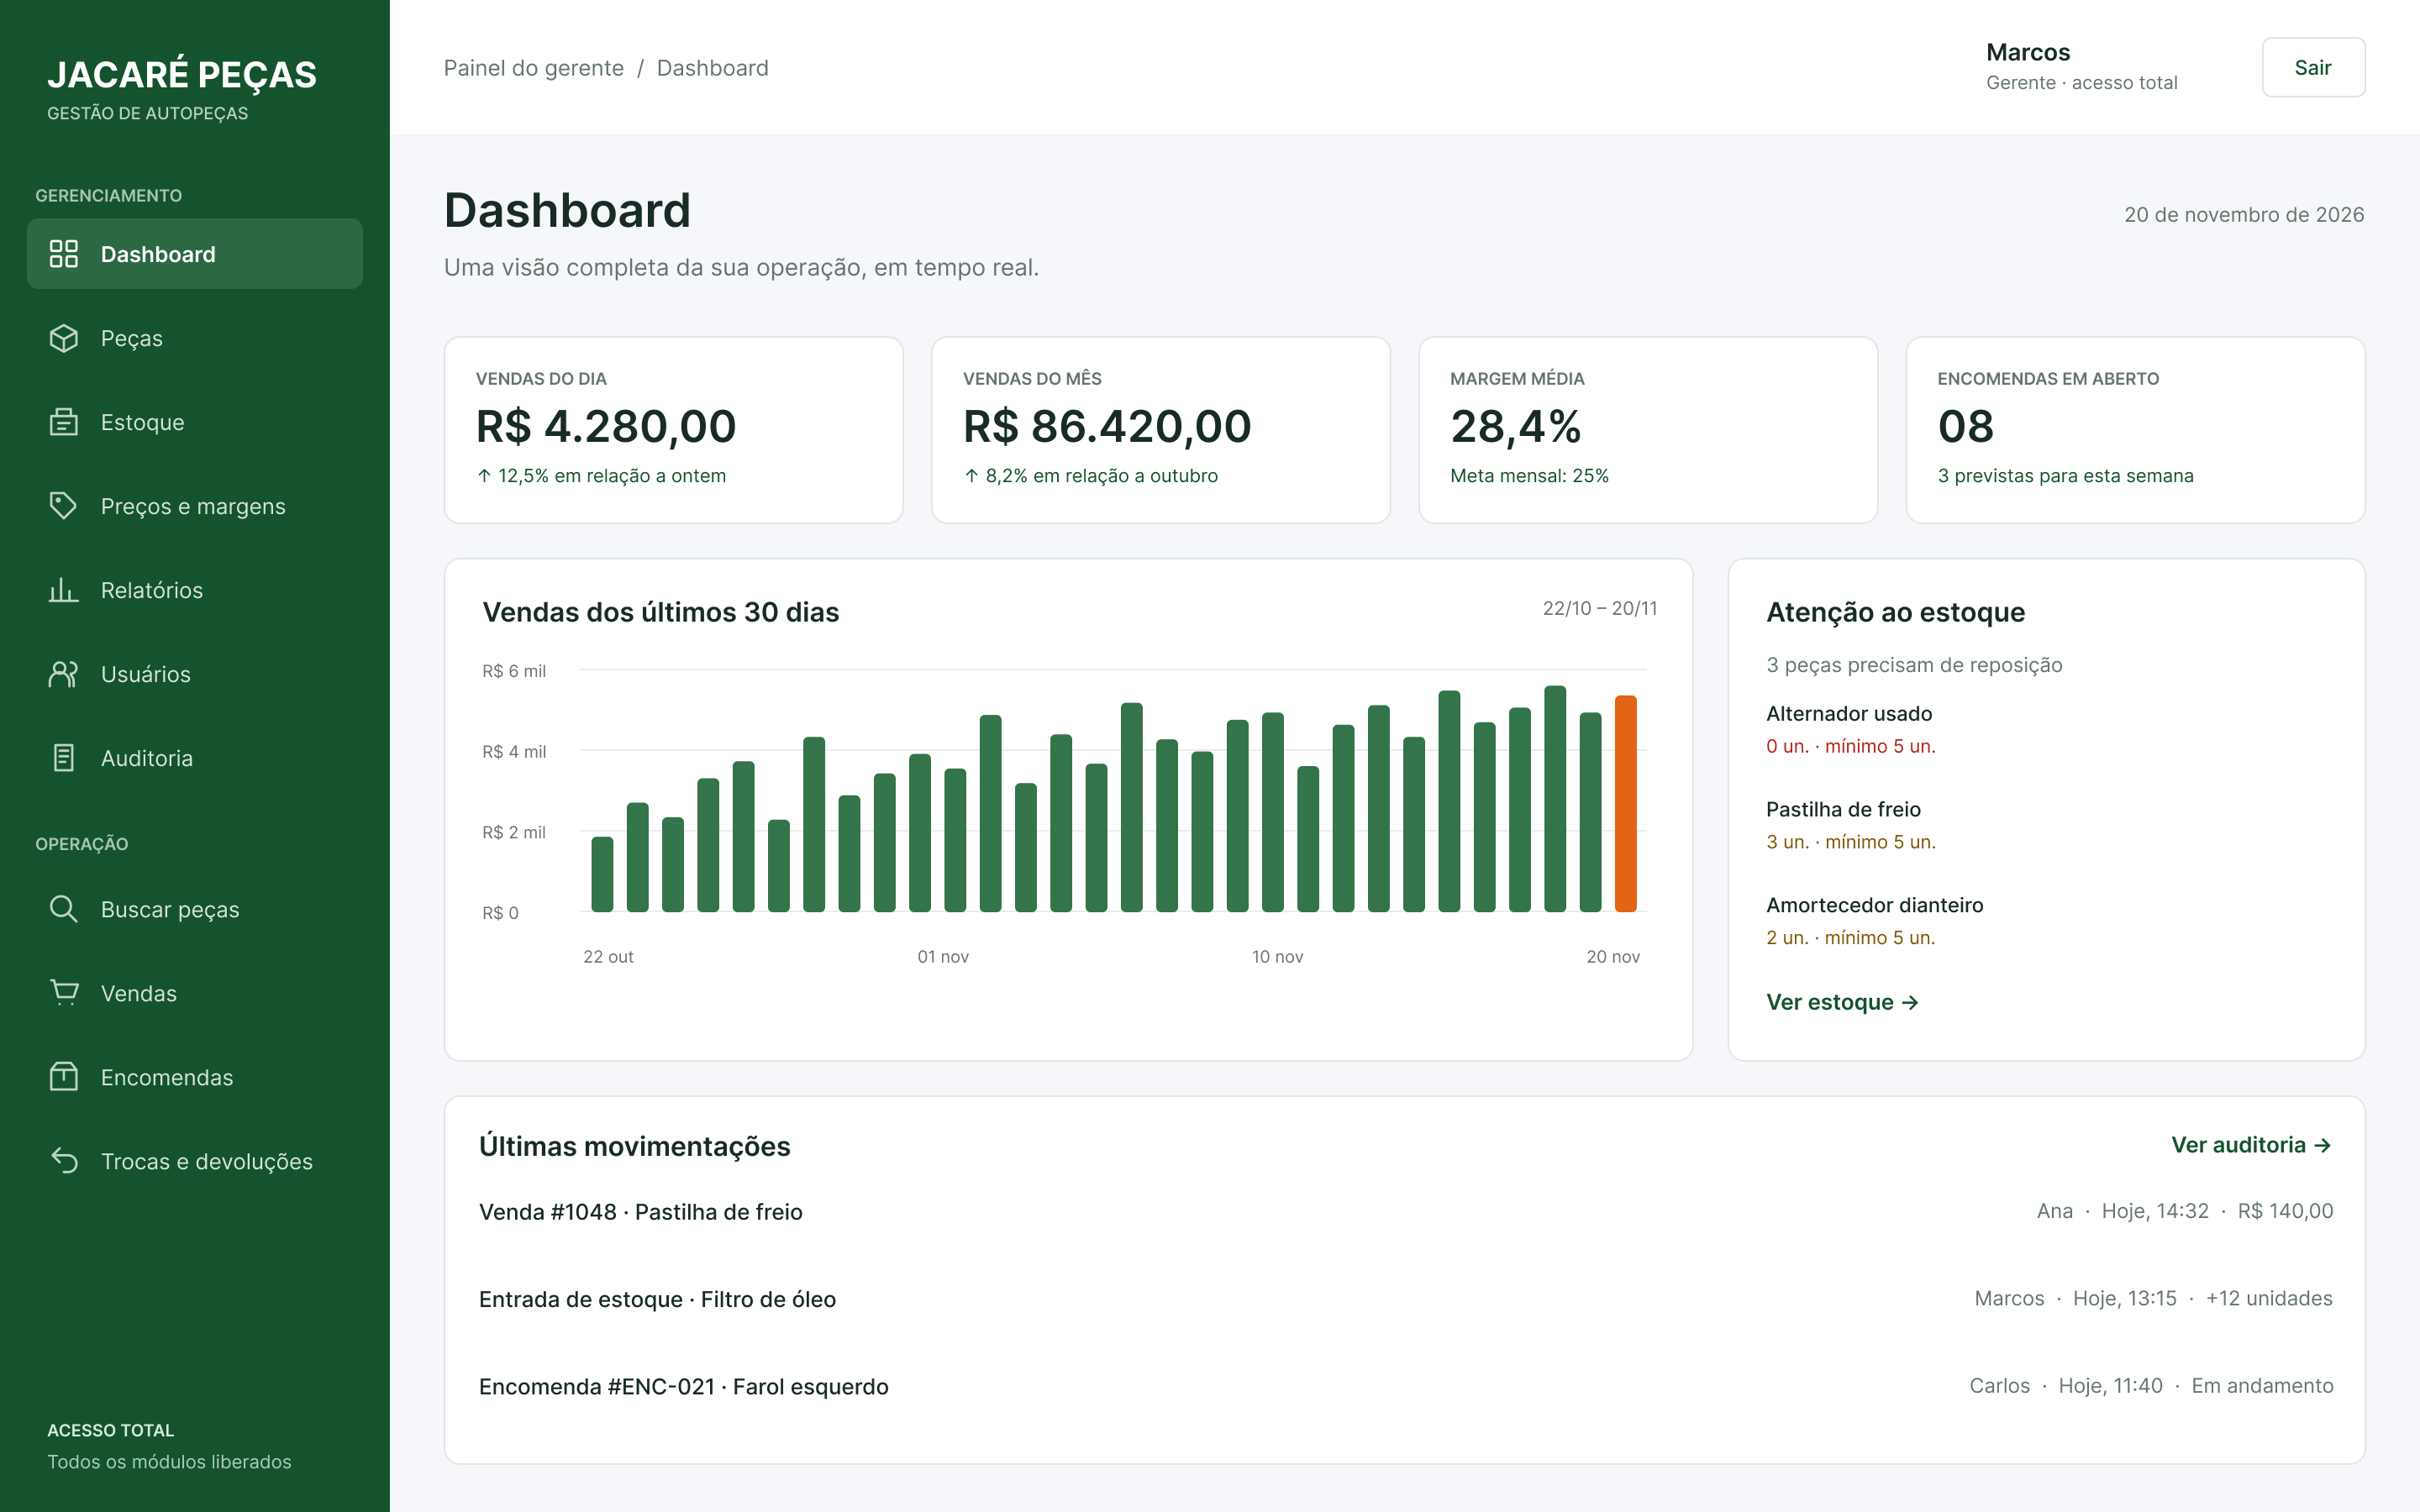 JACARÉ PEÇAS
GESTÃO DE AUTOPEÇAS
GERENCIAMENTO
Dashboard
Peças
Estoque
Preços e margens
Relatórios
Usuários
Auditoria
OPERAÇÃO
Buscar peças
Vendas
Encomendas
Trocas e devoluções
ACESSO TOTAL
Todos os módulos liberados
Painel do gerente / Dashboard
Marcos
Gerente · acesso total
Sair
Dashboard
20 de novembro de 2026
Uma visão completa da sua operação, em tempo real.
VENDAS DO DIA
R$ 4.280,00
↑ 12,5% em relação a ontem
VENDAS DO MÊS
R$ 86.420,00
↑ 8,2% em relação a outubro
MARGEM MÉDIA
28,4%
Meta mensal: 25%
ENCOMENDAS EM ABERTO
08
3 previstas para esta semana
Vendas dos últimos 30 dias
22/10 – 20/11
R$ 6 mil
R$ 4 mil
R$ 2 mil
R$ 0
22 out
01 nov
10 nov
20 nov
Atenção ao estoque
3 peças precisam de reposição
Alternador usado
0 un. · mínimo 5 un.
Pastilha de freio
3 un. · mínimo 5 un.
Amortecedor dianteiro
2 un. · mínimo 5 un.
Ver estoque →
Últimas movimentações
Ver auditoria →
Venda #1048 · Pastilha de freio
Ana · Hoje, 14:32 · R$ 140,00
Entrada de estoque · Filtro de óleo
Marcos · Hoje, 13:15 · +12 unidades
Encomenda #ENC-021 · Farol esquerdo
Carlos · Hoje, 11:40 · Em andamento